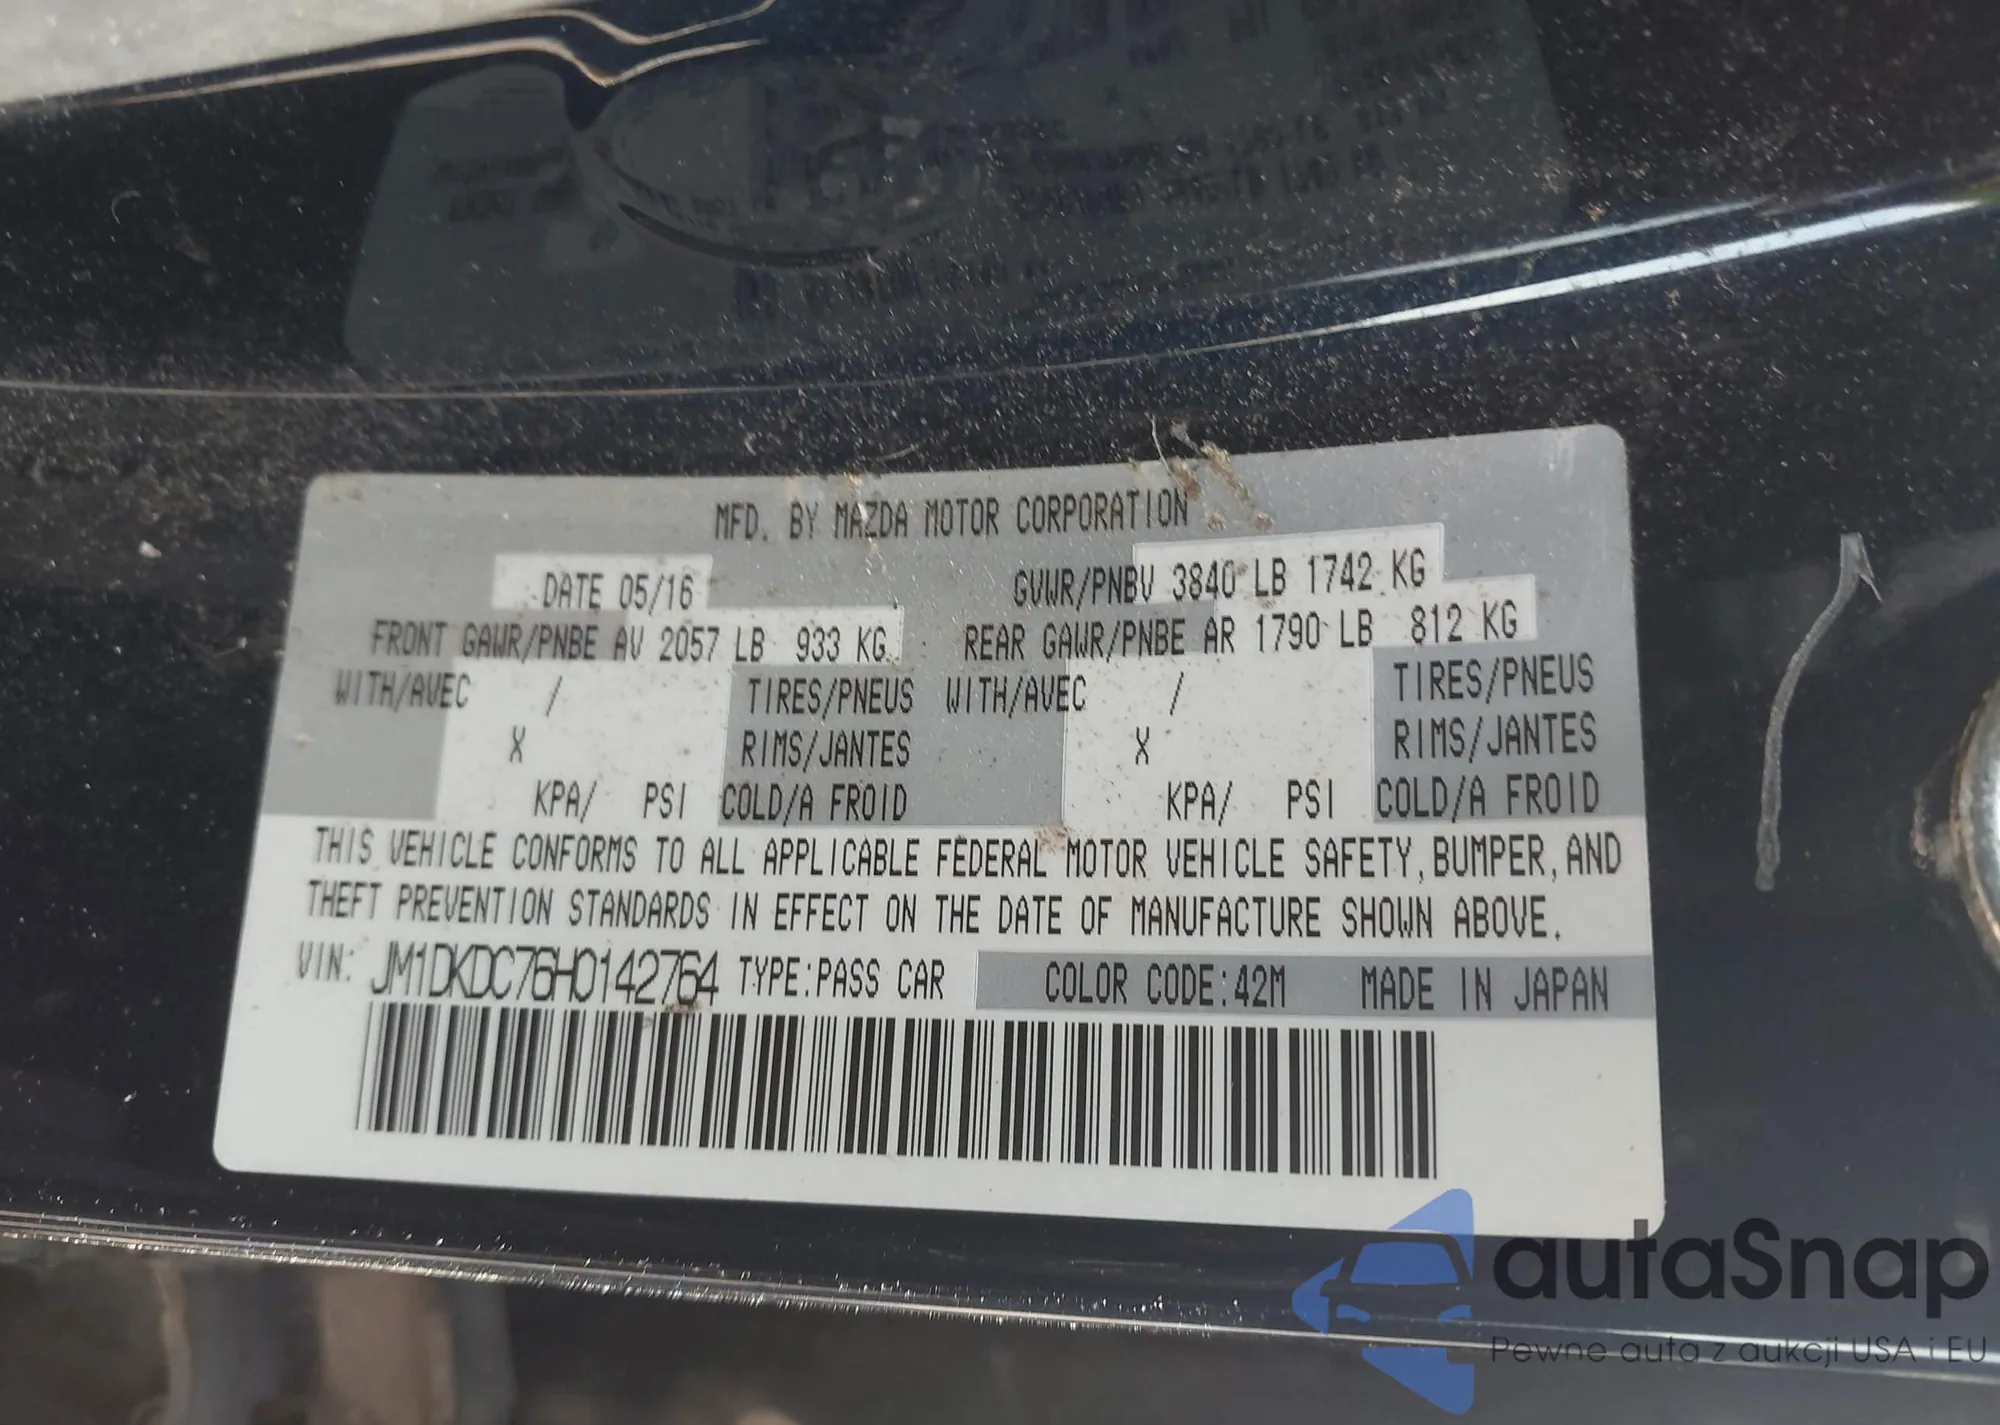 MFD. BY MAZDA MOTOR CORPORATION
DATE 05/16 GVWR/PNBV 3840 LB 1742 KG
FRONT GAWR/PNBE AV 2057 LB 933 KG REAR GAWR/PNBE AR 1790 LB 812 KG
WITH/AVEC / TIRES/PNEUS WITH/AVEC / TIRES/PNEUS
X RIMS/JANTES X RIMS/JANTES
KPA/ PSI COLD/A FROID KPA/ PSI COLD/A FROID
THIS VEHICLE CONFORMS TO ALL APPLICABLE FEDERAL MOTOR VEHICLE SAFETY, BUMPER, AND
THEFT PREVENTION STANDARDS IN EFFECT ON THE DATE OF MANUFACTURE SHOWN ABOVE.
VIN: JM1DKDC76H0142764 TYPE:PASS CAR COLOR CODE:42M MADE IN JAPAN
autaSnap
Pewne auta z aukcji USA i EU